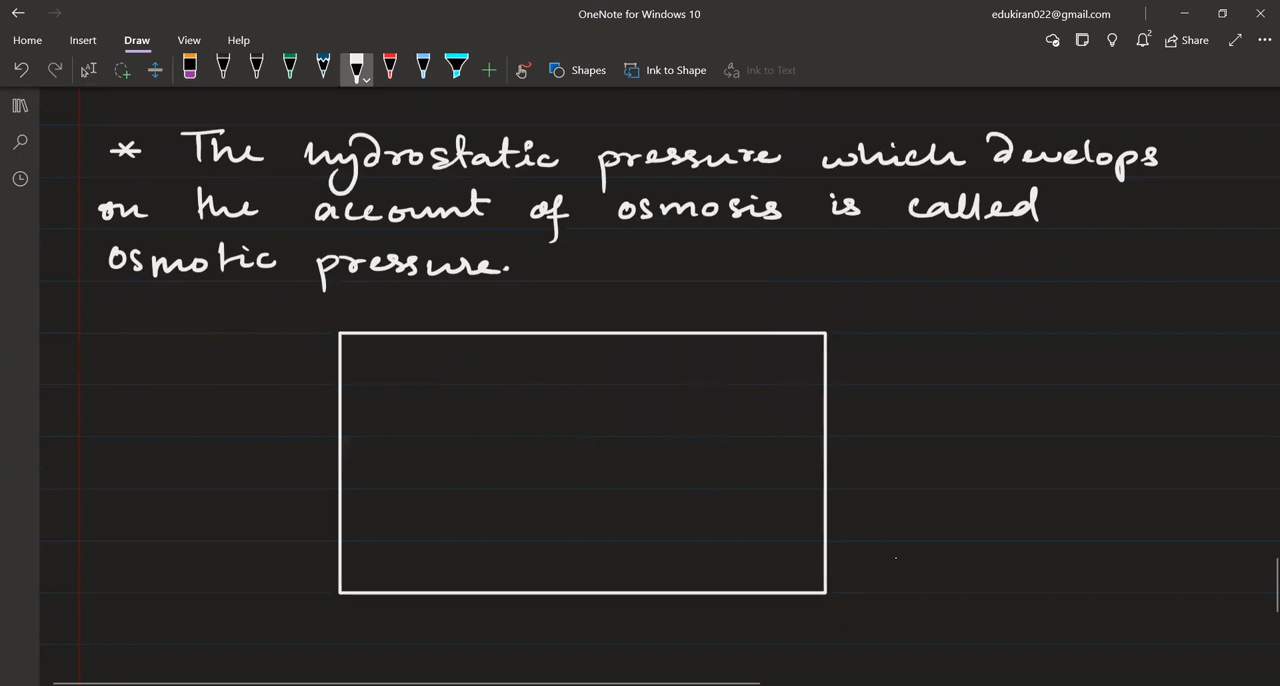 OneNote for Windows 10
edukiran022@gmail.com
Home Insert Draw View Help
Share
Shapes Ink to Shape Ink to Text
* The hydrostatic pressure which develops
on the account of osmosis is called
osmotic pressure.